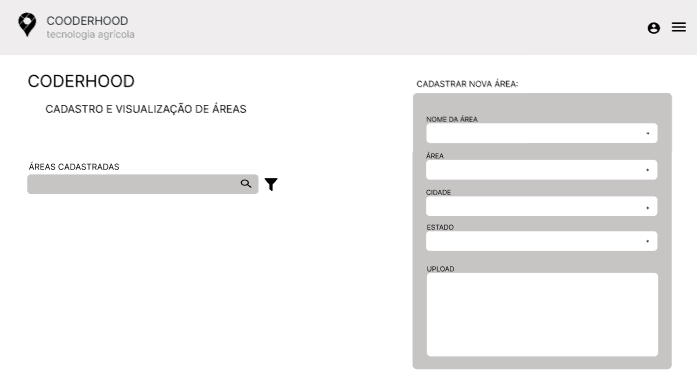 COODERHOOD
tecnologia agrícola
CODERHOOD
CADASTRO E VISUALIZAÇÃO DE ÁREAS
ÁREAS CADASTRADAS
CADASTRAR NOVA ÁREA:
NOME DA ÁREA
ÁREA
CIDADE
ESTADO
UPLOAD